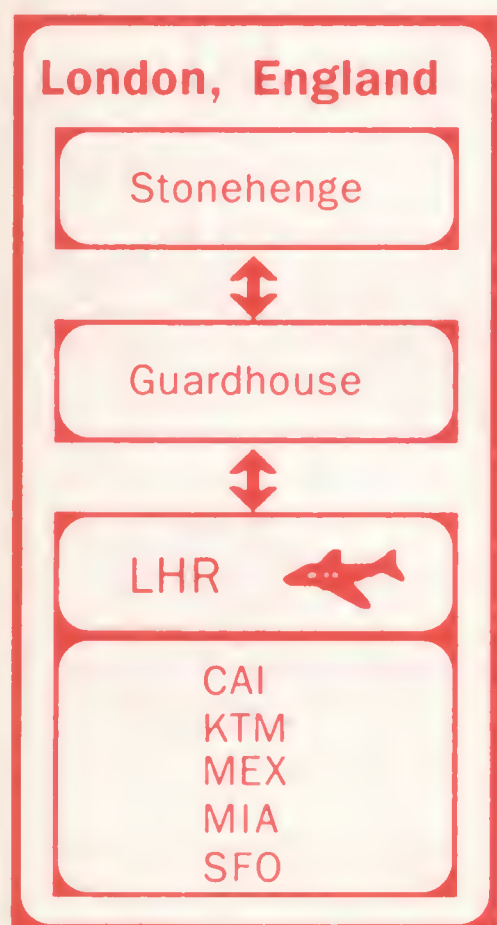 London, England
Stonehenge
Guardhouse
LHR
CAI
KTM
MEX
MIA
SFO